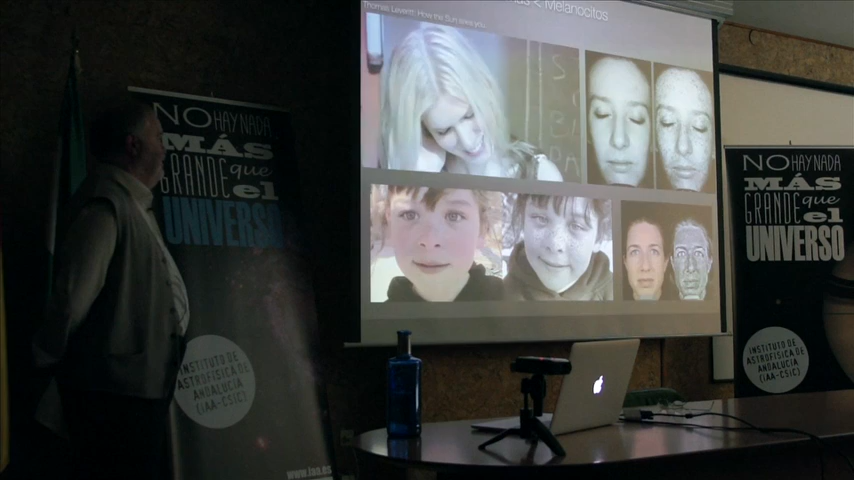 < Melanocitos
Thomas Leveritt: How the Sun sees you
NO HAY NADA
MÁS
GRANDE que
el
UNIVERSO
INSTITUTO DE
ASTROFÍSICA DE
ANDALUCÍA
(IAA-CSIC)
www.iaa.es
NO HAY NADA
MÁS
GRANDE que
el
UNIVERSO
INSTITUTO DE
ASTROFÍSICA DE
ANDALUCÍA
(IAA-CSIC)